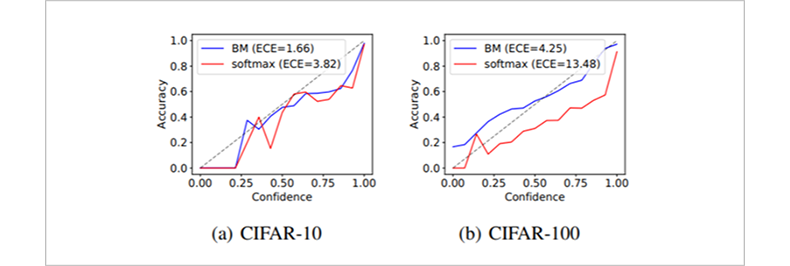 BM (ECE=1.66)
softmax (ECE=3.82)
Accuracy
1.0
0.8
0.6
0.4
0.2
0.0
0.00 0.25 0.50 0.75 1.00
Confidence
(a) CIFAR-10
BM (ECE=4.25)
softmax (ECE=13.48)
Accuracy
1.0
0.8
0.6
0.4
0.2
0.0
0.00 0.25 0.50 0.75 1.00
Confidence
(b) CIFAR-100